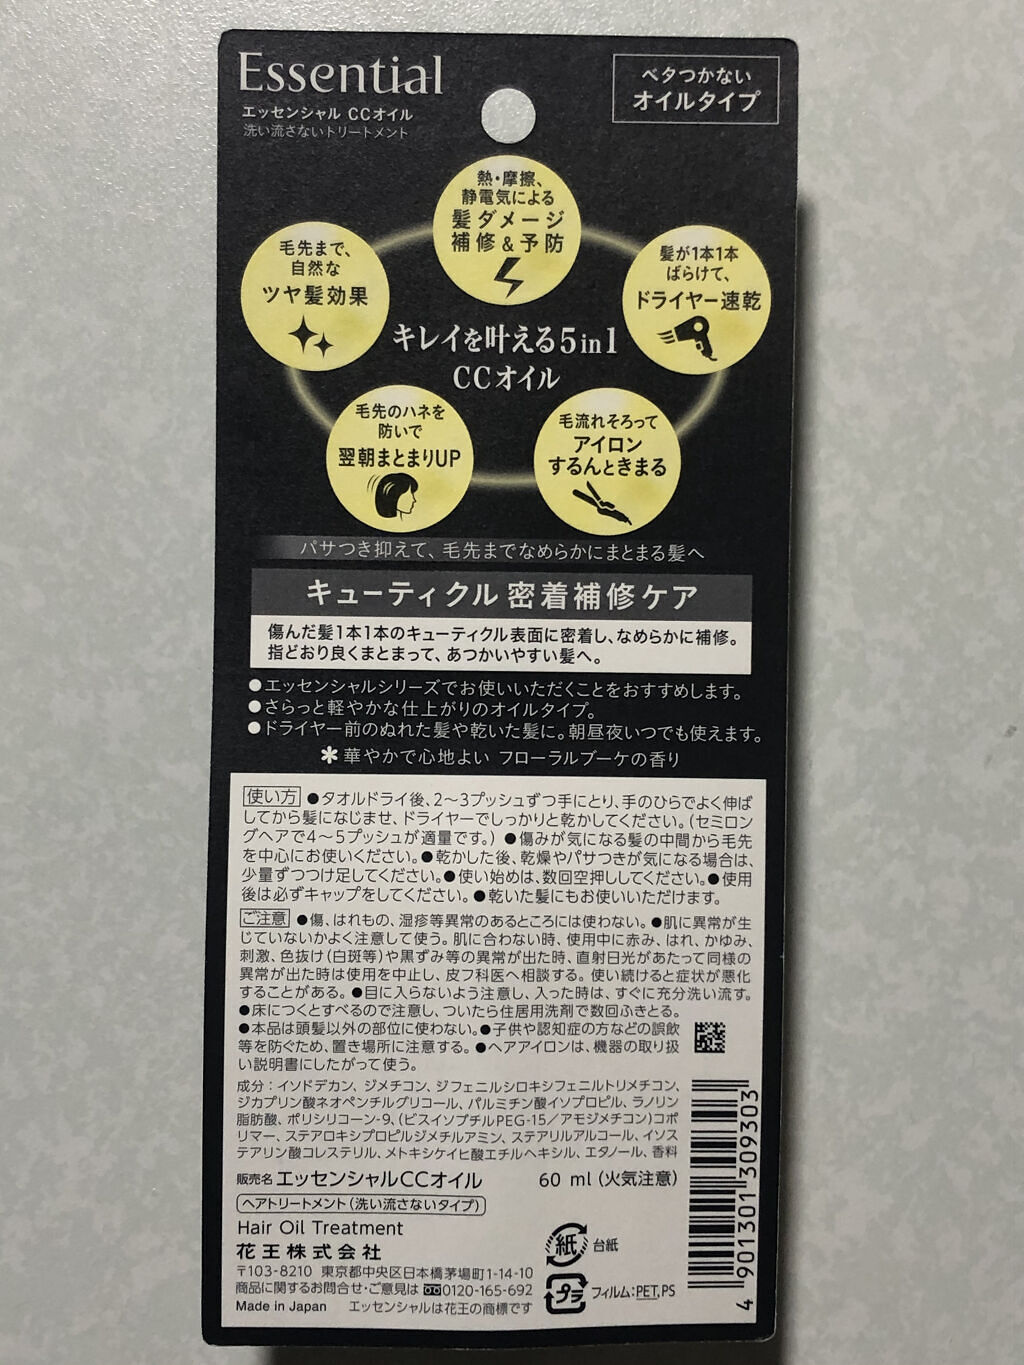 Essential
エッセンシャル CCオイル
洗い流さないトリートメント
ベタつかない
オイルタイプ
熱・摩擦、
静電気による
髪ダメージ
補修&予防
毛先まで、
自然な
ツヤ髪効果
髪が1本1本
ばらけて、
ドライヤー速乾
キレイを叶える5in1
CCオイル
毛先のハネを
防いで
翌朝まとまりUP
毛流れそろって
アイロン
するんときまる
パサつき抑えて、毛先までなめらかにまとまる髪へ
キューティクル 密着補修ケア
傷んだ髪1本1本のキューティクル表面に密着し、なめらかに補修。
指どおり良くまとまって、あつかいやすい髪へ。
●エッセンシャルシリーズでお使いいただくことをおすすめします。
●さらっと軽やかな仕上がりのオイルタイプ。
●ドライヤー前のぬれた髪や乾いた髪に。朝昼夜いつでも使えます。
＊華やかで心地よい フローラルブーケの香り
使い方 ●タオルドライ後、2〜3プッシュずつ手にとり、手のひらでよく伸ば
してから髪になじませ、ドライヤーでしっかりと乾かしてください。(セミロン
グヘアで4〜5プッシュが適量です。) ●傷みが気になる髪の中間から毛先
を中心にお使いください。●乾かした後、乾燥やパサつきが気になる場合は、
少量ずつつけ足してください。●使い始めは、数回空押ししてください。●使用
後は必ずキャップをしてください。●乾いた髪にもお使いいただけます。
ご注意 ●傷、はれもの、湿疹等異常のあるところには使わない。●肌に異常が生
じていないかよく注意して使う。肌に合わない時、使用中に赤み、はれ、かゆみ、
刺激、色抜け(白斑等)や黒ずみ等の異常が出た時、直射日光があたって同様の
異常が出た時は使用を中止し、皮フ科医へ相談する。使い続けると症状が悪化
することがある。●目に入らないよう注意し、入った時は、すぐに充分洗い流す。
●床につくとすべるので注意し、ついたら住居用洗剤で数回ふきとる。
●本品は頭髪以外の部位に使わない。●子供や認知症の方などの誤飲
等を防ぐため、置き場所に注意する。●ヘアアイロンは、機器の取り扱
い説明書にしたがって使う。
成分：イソドデカン、ジメチコン、ジフェニルシロキシフェニルトリメチコン、
ジカプリン酸ネオペンチルグリコール、パルミチン酸イソプロピル、ラノリン
脂肪酸、ポリシリコーン-9、(ビスイソブチルPEG-15／アモジメチコン)コポ
リマー、ステアロキシプロピルジメチルアミン、ステアリルアルコール、イソス
テアリン酸コレステリル、メトキシケイヒ酸エチルヘキシル、エタノール、香料
販売名 エッセンシャルCCオイル 60 ml (火気注意)
ヘアトリートメント(洗い流さないタイプ)
Hair Oil Treatment
花王株式会社
〒103-8210 東京都中央区日本橋茅場町1-14-10
商品に関するお問合せ・ご意見は 0120-165-692
Made in Japan エッセンシャルは花王の商標です
紙 台紙
プラ フィルム:PET,PS
4 901301 309303